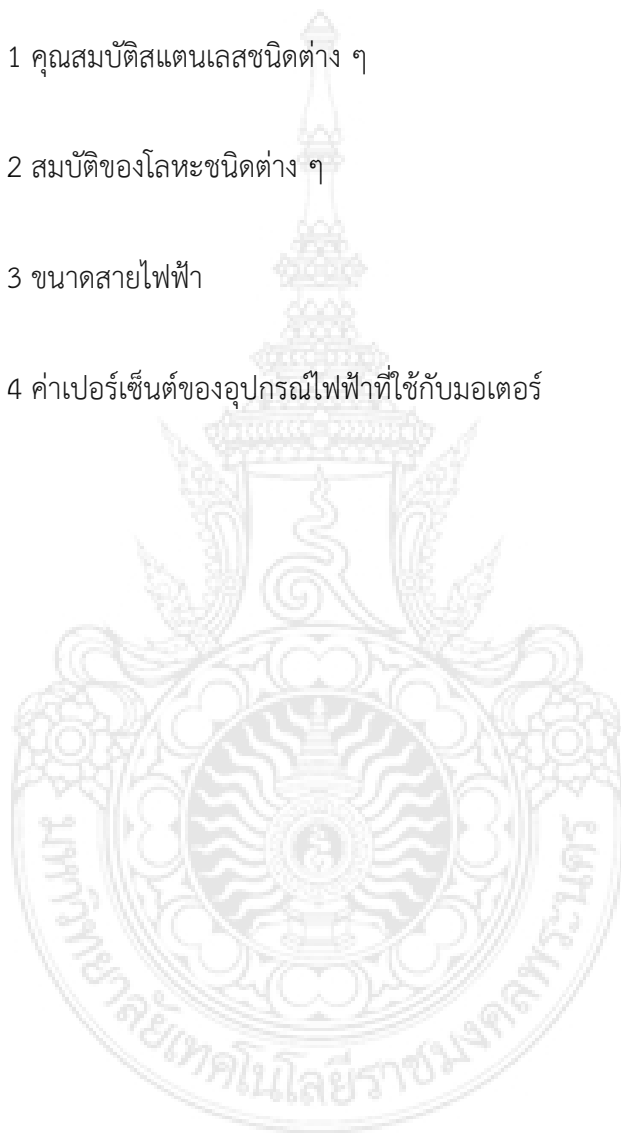 1 คุณสมบัติสแตนเลสชนิดต่าง ๆ
2 สมบัติของโลหะชนิดต่าง ๆ
3 ขนาดสายไฟฟ้า
4 ค่าเปอร์เซ็นต์ของอุปกรณ์ไฟฟ้าที่ใช้กับมอเตอร์
มหาวิทยาลัยเทคโนโลยีราชมงคลพระนคร